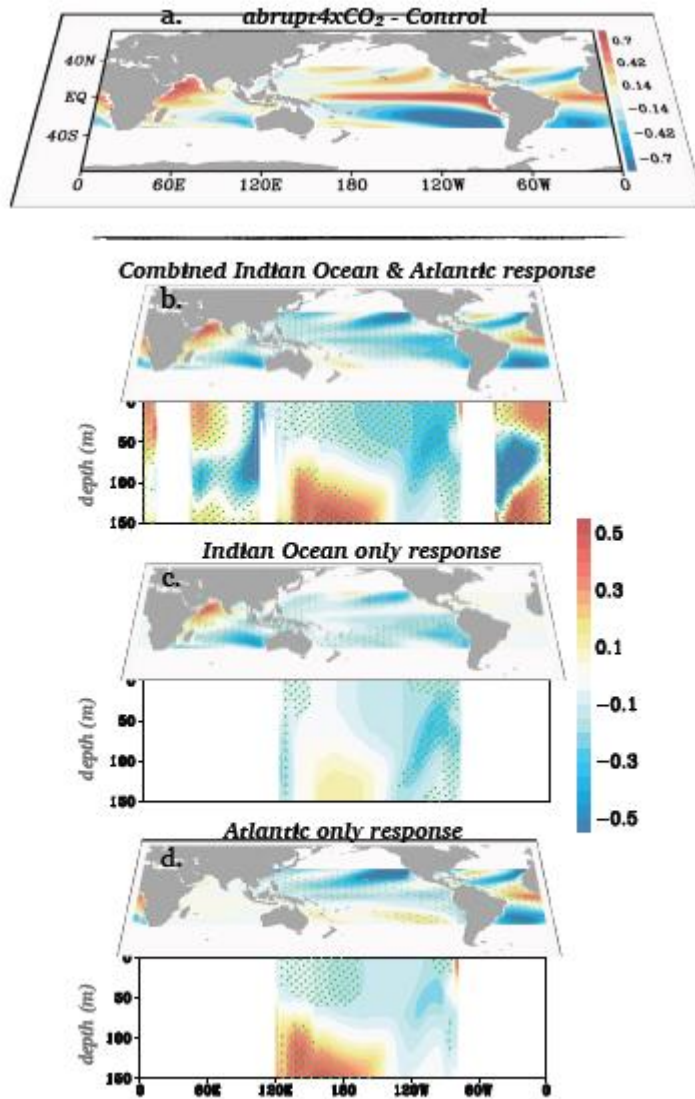 a. abrupt4xCO₂ - Control
40N
EQ
40S
0 60E 120E 180 120W 60W 0
0.7
0.42
0.14
-0.14
-0.42
-0.7
Combined Indian Ocean & Atlantic response
b.
depth (m)
0
50
100
150
Indian Ocean only response
c.
depth (m)
0
50
100
150
0.5
0.3
0.1
-0.1
-0.3
-0.5
Atlantic only response
d.
depth (m)
0
50
100
150
0 60E 120E 180 120W 60W 0